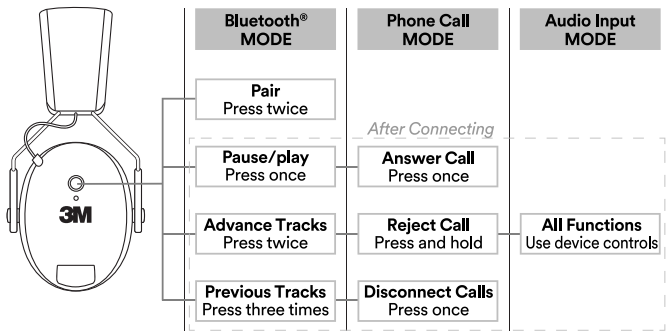 Bluetooth®
MODE
Phone Call
MODE
Audio Input
MODE
Pair
Press twice
After Connecting
Pause/play
Press once
Answer Call
Press once
3M
Advance Tracks
Press twice
Reject Call
Press and hold
All Functions
Use device controls
Previous Tracks
Press three times
Disconnect Calls
Press once